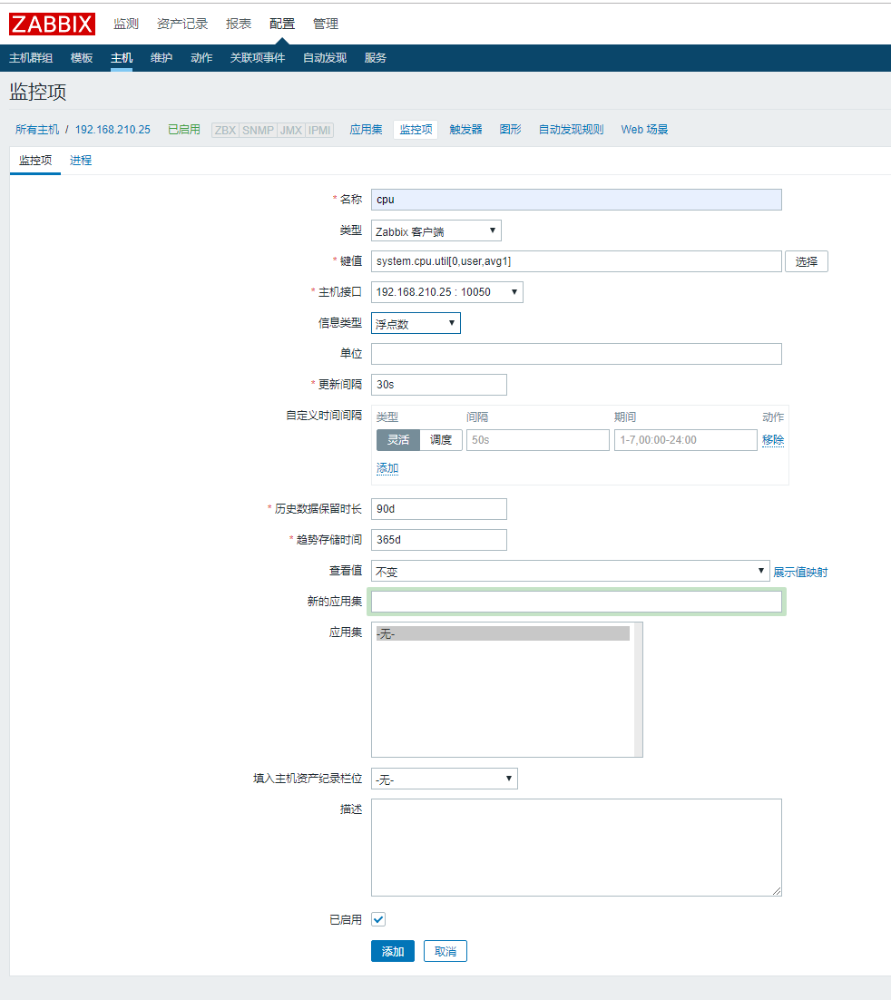 ZABBIX 监测 资产记录 报表 配置 管理
主机群组 模板 主机 维护 动作 关联项事件 自动发现 服务
监控项
所有主机 / 192.168.210.25 已启用 ZBX SNMP JMX IPMI 应用集 监控项 触发器 图形 自动发现规则 Web 场景
监控项 进程
* 名称 cpu
类型 Zabbix 客户端
* 键值 system.cpu.util[0,user,avg1] 选择
* 主机接口 192.168.210.25 : 10050
信息类型 浮点数
单位
* 更新间隔 30s
自定义时间间隔 类型 间隔 期间 动作
灵活 调度 50s 1-7,00:00-24:00 移除
添加
* 历史数据保留时长 90d
* 趋势存储时间 365d
查看值 不变 展示值映射
新的应用集
应用集 -无-
填入主机资产纪录栏位 -无-
描述
已启用
添加 取消